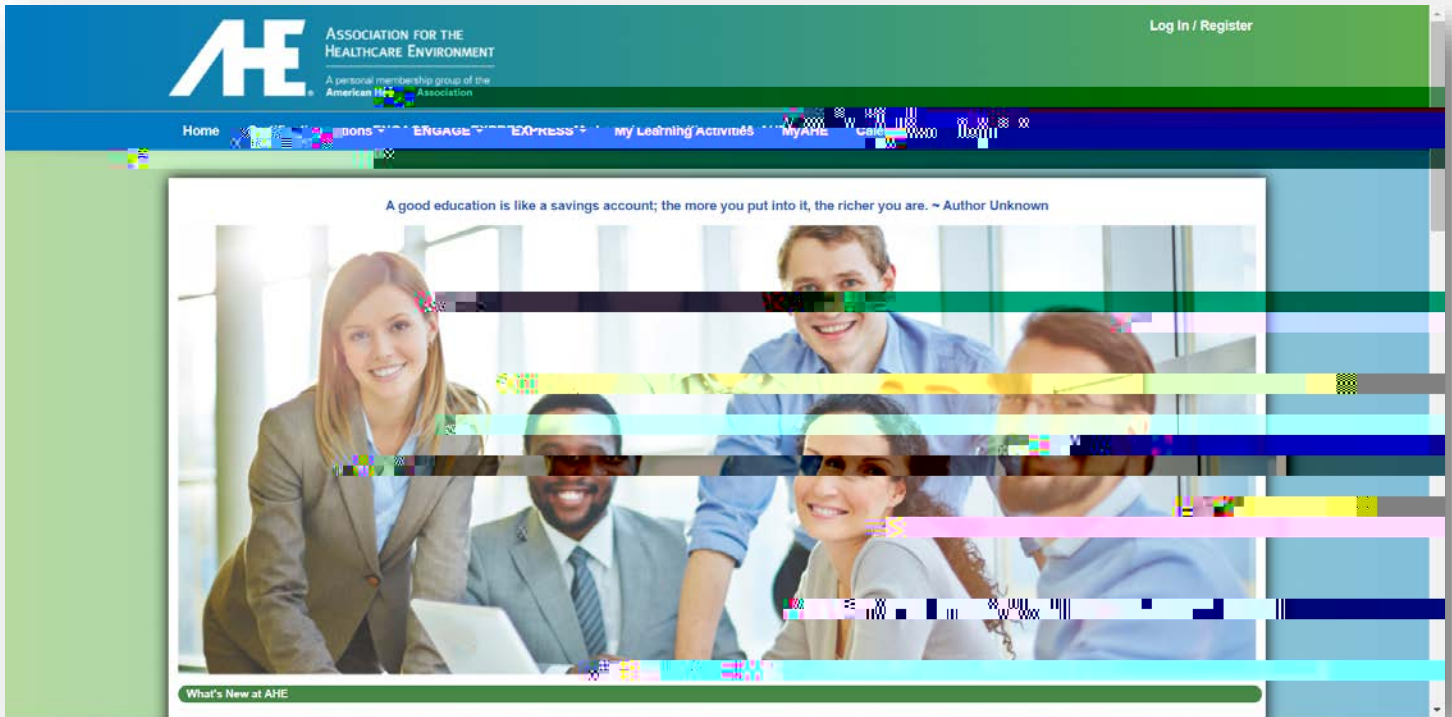 AHE®
ASSOCIATION FOR THE
HEALTHCARE ENVIRONMENT
A personal membership group of the
American Association
Log In / Register
Home ENGAGE EXPRESS My Learning Activities MyAHE
A good education is like a savings account; the more you put into it, the richer you are. ~ Author Unknown
What's New at AHE